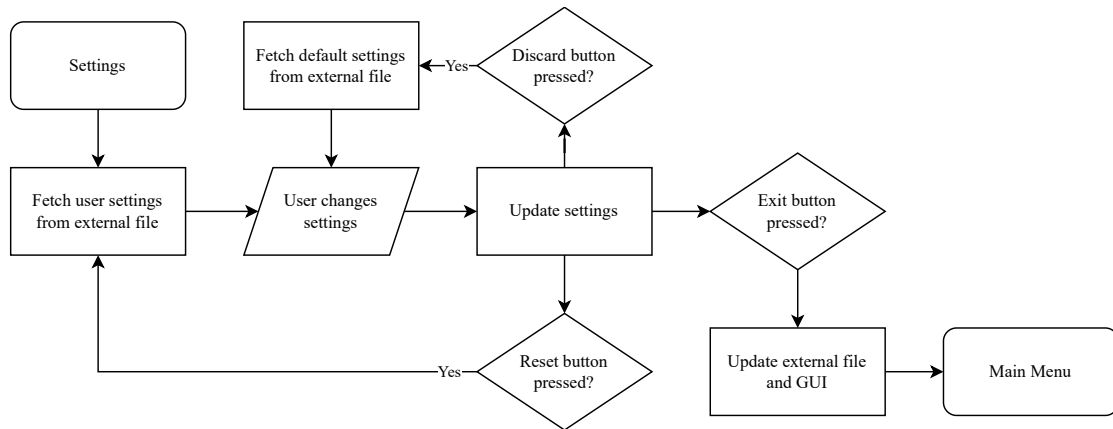 Settings
Fetch default settings
from external file
Yes
Discard button
pressed?
Fetch user settings
from external file
User changes
settings
Update settings
Exit button
pressed?
Yes
Reset button
pressed?
Update external file
and GUI
Main Menu